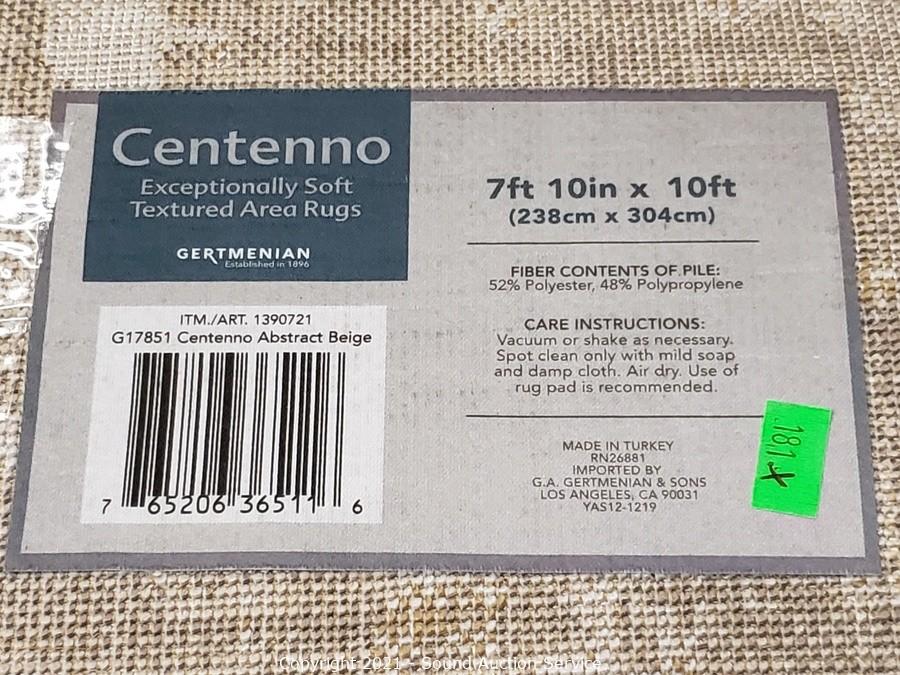 Centenno
Exceptionally Soft
Textured Area Rugs
GERTMENIAN
Established in 1896
ITM./ART. 1390721
G17851 Centenno Abstract Beige
7 65206 36511 6
7ft 10in x 10ft
(238cm x 304cm)
FIBER CONTENTS OF PILE:
52% Polyester, 48% Polypropylene
CARE INSTRUCTIONS:
Vacuum or shake as necessary.
Spot clean only with mild soap
and damp cloth. Air dry. Use of
rug pad is recommended.
MADE IN TURKEY
RN26881
IMPORTED BY
G.A. GERTMENIAN & SONS
LOS ANGELES, CA 90031
YAS12-1219
Copyright 2021 - Sound Auction Service